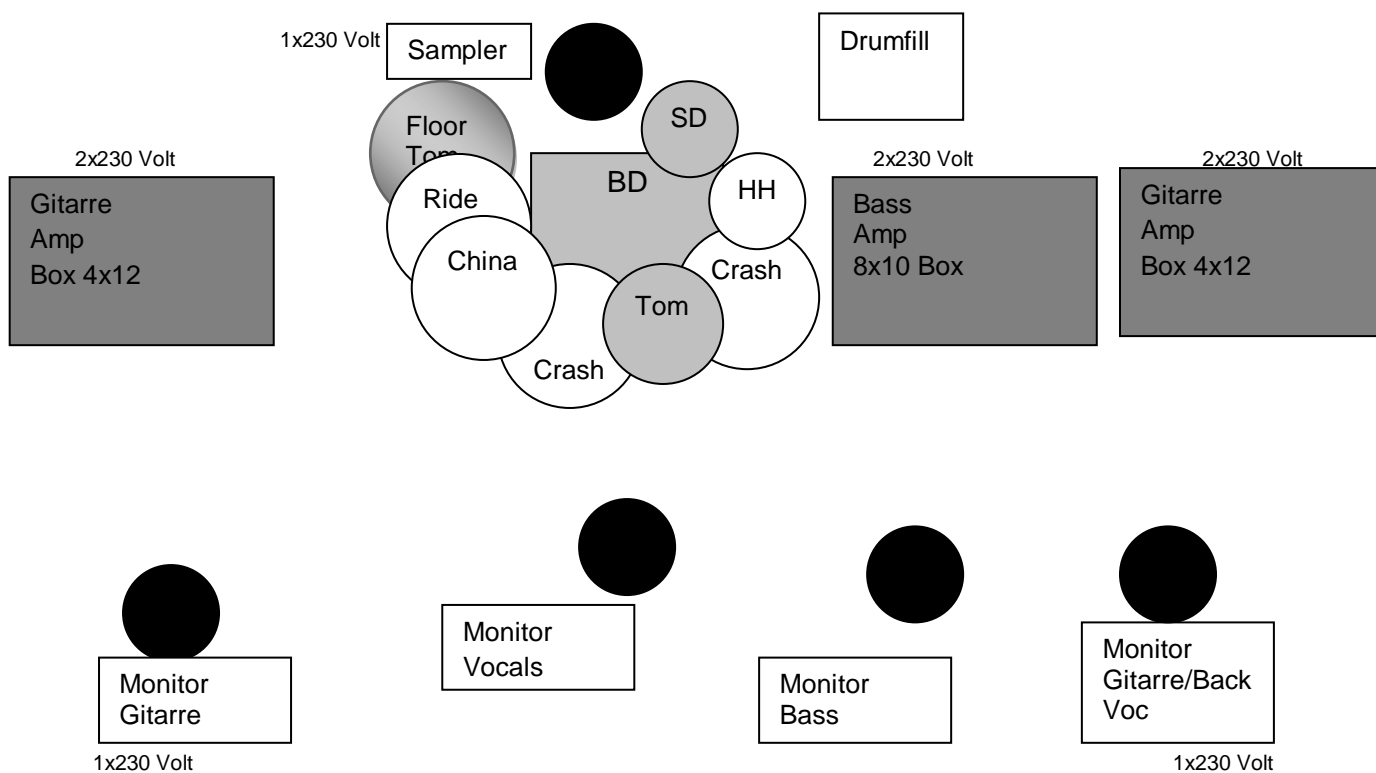 1x230 Volt
Sampler
Drumfill
Floor
Tom
SD
2x230 Volt
BD
2x230 Volt
2x230 Volt
Gitarre
Amp
Box 4x12
Ride
HH
Bass
Amp
8x10 Box
Gitarre
Amp
Box 4x12
China
Crash
Tom
Crash
Monitor
Vocals
Monitor
Gitarre
Monitor
Bass
Monitor
Gitarre/Back
Voc
1x230 Volt
1x230 Volt